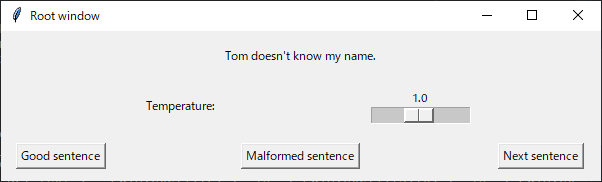 Root window
Tom doesn't know my name.
1.0
Temperature:
Good sentence
Malformed sentence
Next sentence